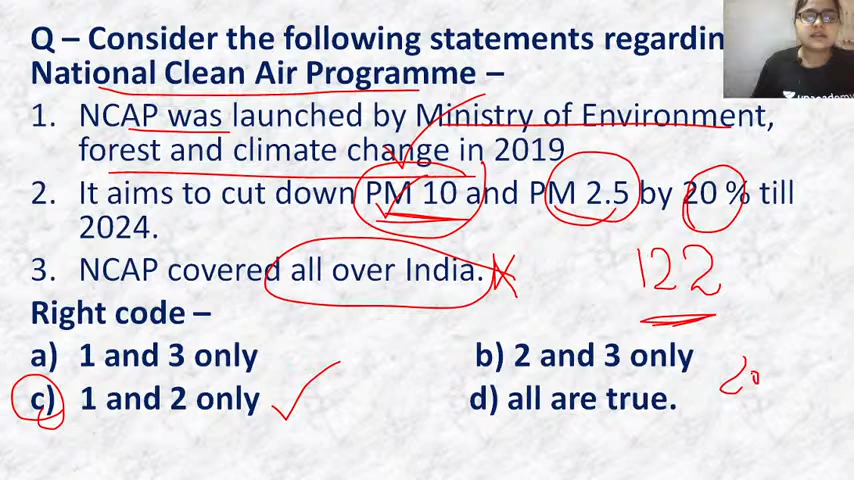 Q – Consider the following statements regardin
National Clean Air Programme –
1. NCAP was launched by Ministry of Environment,
forest and climate change in 2019
2. It aims to cut down PM 10 and PM 2.5 by 20 % till
2024.
3. NCAP covered all over India.
122
Right code –
a) 1 and 3 only b) 2 and 3 only
c) 1 and 2 only d) all are true.